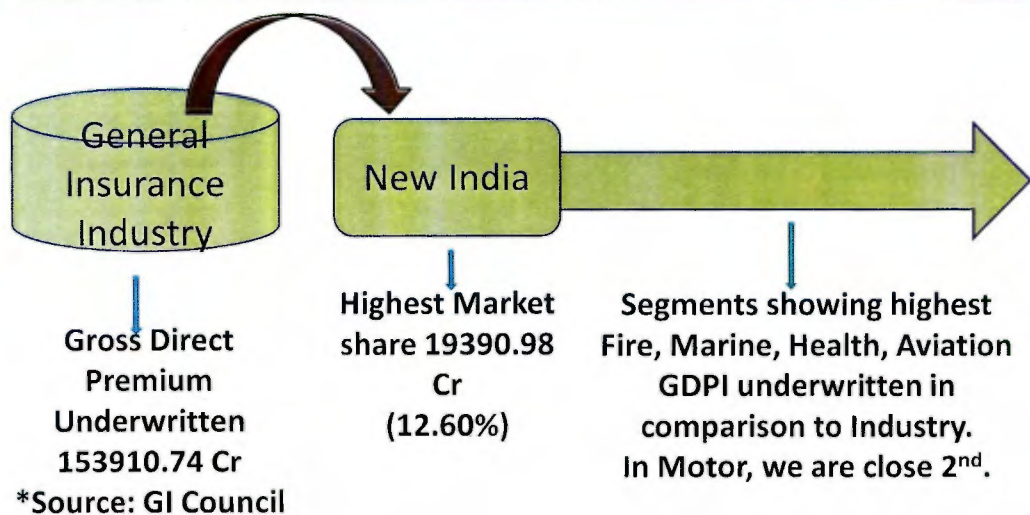 General
Insurance
Industry
New India
Gross Direct
Premium
Underwritten
153910.74 Cr
*Source: GI Council
Highest Market
share 19390.98
Cr
(12.60%)
Segments showing highest
Fire, Marine, Health, Aviation
GDPI underwritten in
comparison to Industry.
In Motor, we are close 2nd.